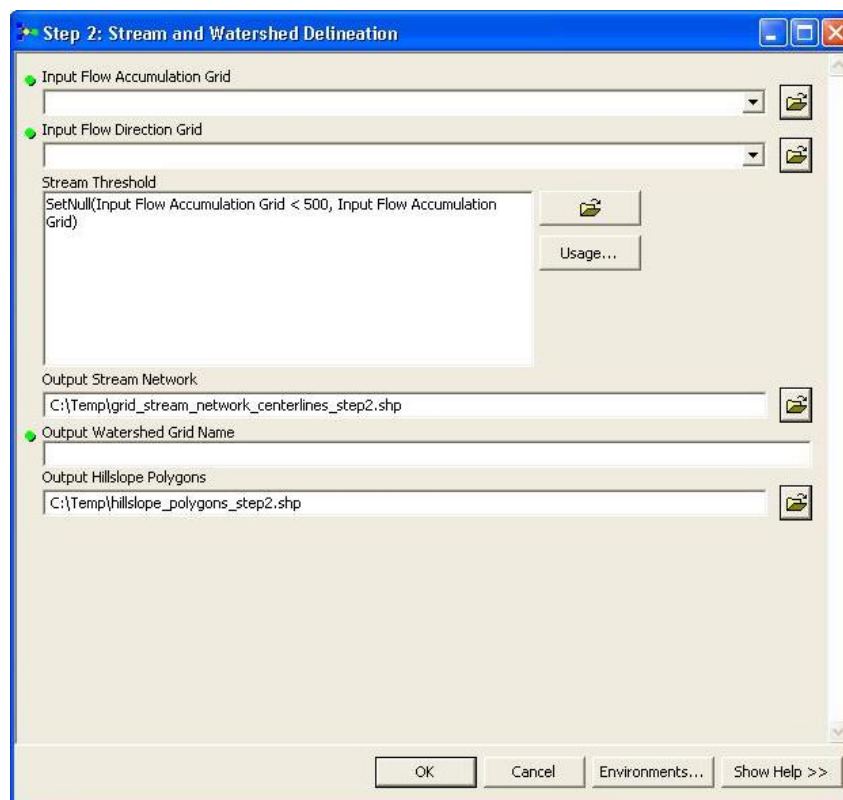 Step 2: Stream and Watershed Delineation
Input Flow Accumulation Grid
Input Flow Direction Grid
Stream Threshold
SetNull(Input Flow Accumulation Grid < 500, Input Flow Accumulation
Grid)
Usage...
Output Stream Network
C:\Temp\grid_stream_network_centerlines_step2.shp
Output Watershed Grid Name
Output Hillslope Polygons
C:\Temp\hillslope_polygons_step2.shp
OK
Cancel
Environments...
Show Help >>